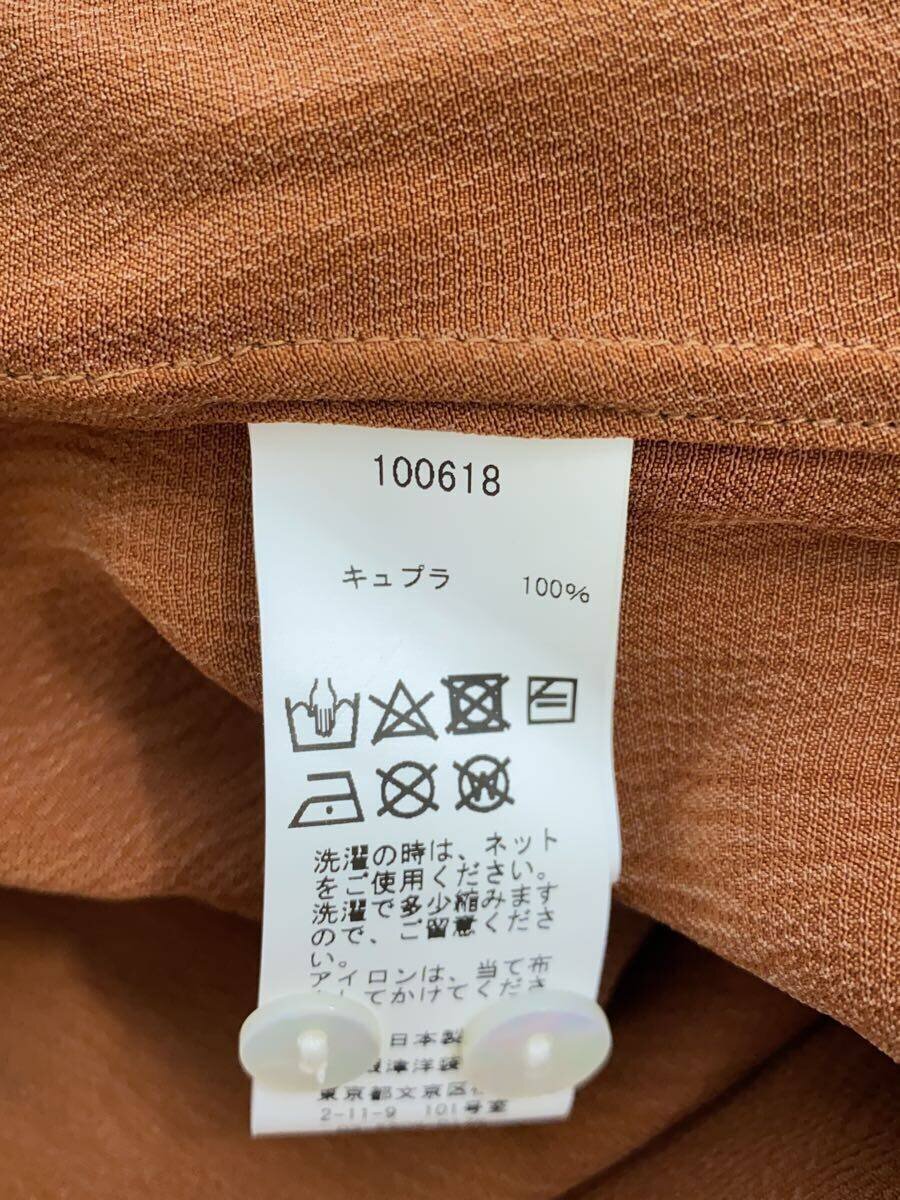 100618
キュプラ 100%
洗濯の時は、ネット
をご使用ください。
洗濯で多少縮みます
ので、ご留意くださ
い。
アイロンは、当て布
してかけてくださ
日本製
津洋
東京都文京区
2-11-9 101号室